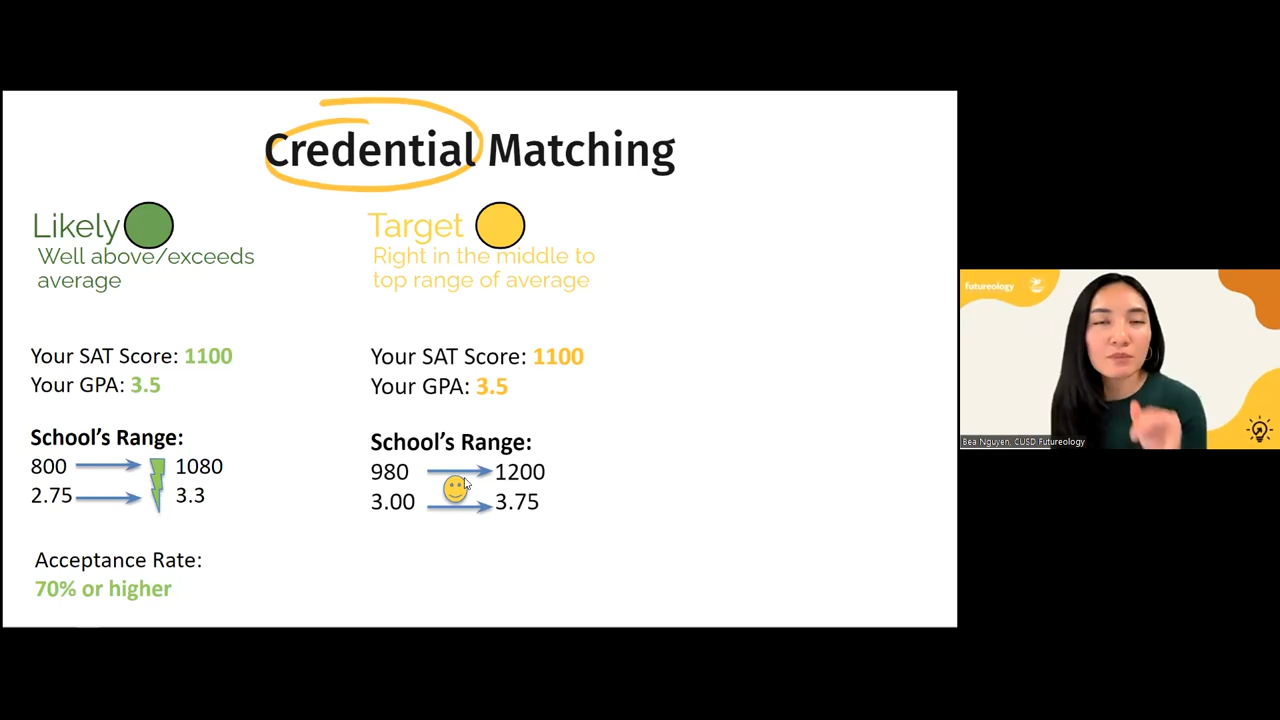 Credential Matching
Likely
Well above/exceeds
average
Your SAT Score: 1100
Your GPA: 3.5
School's Range:
800 1080
2.75 3.3
Acceptance Rate:
70% or higher
Target
Right in the middle to
top range of average
Your SAT Score: 1100
Your GPA: 3.5
School's Range:
980 1200
3.00 3.75
futureology
Bea Nguyen, CUSD Futureology